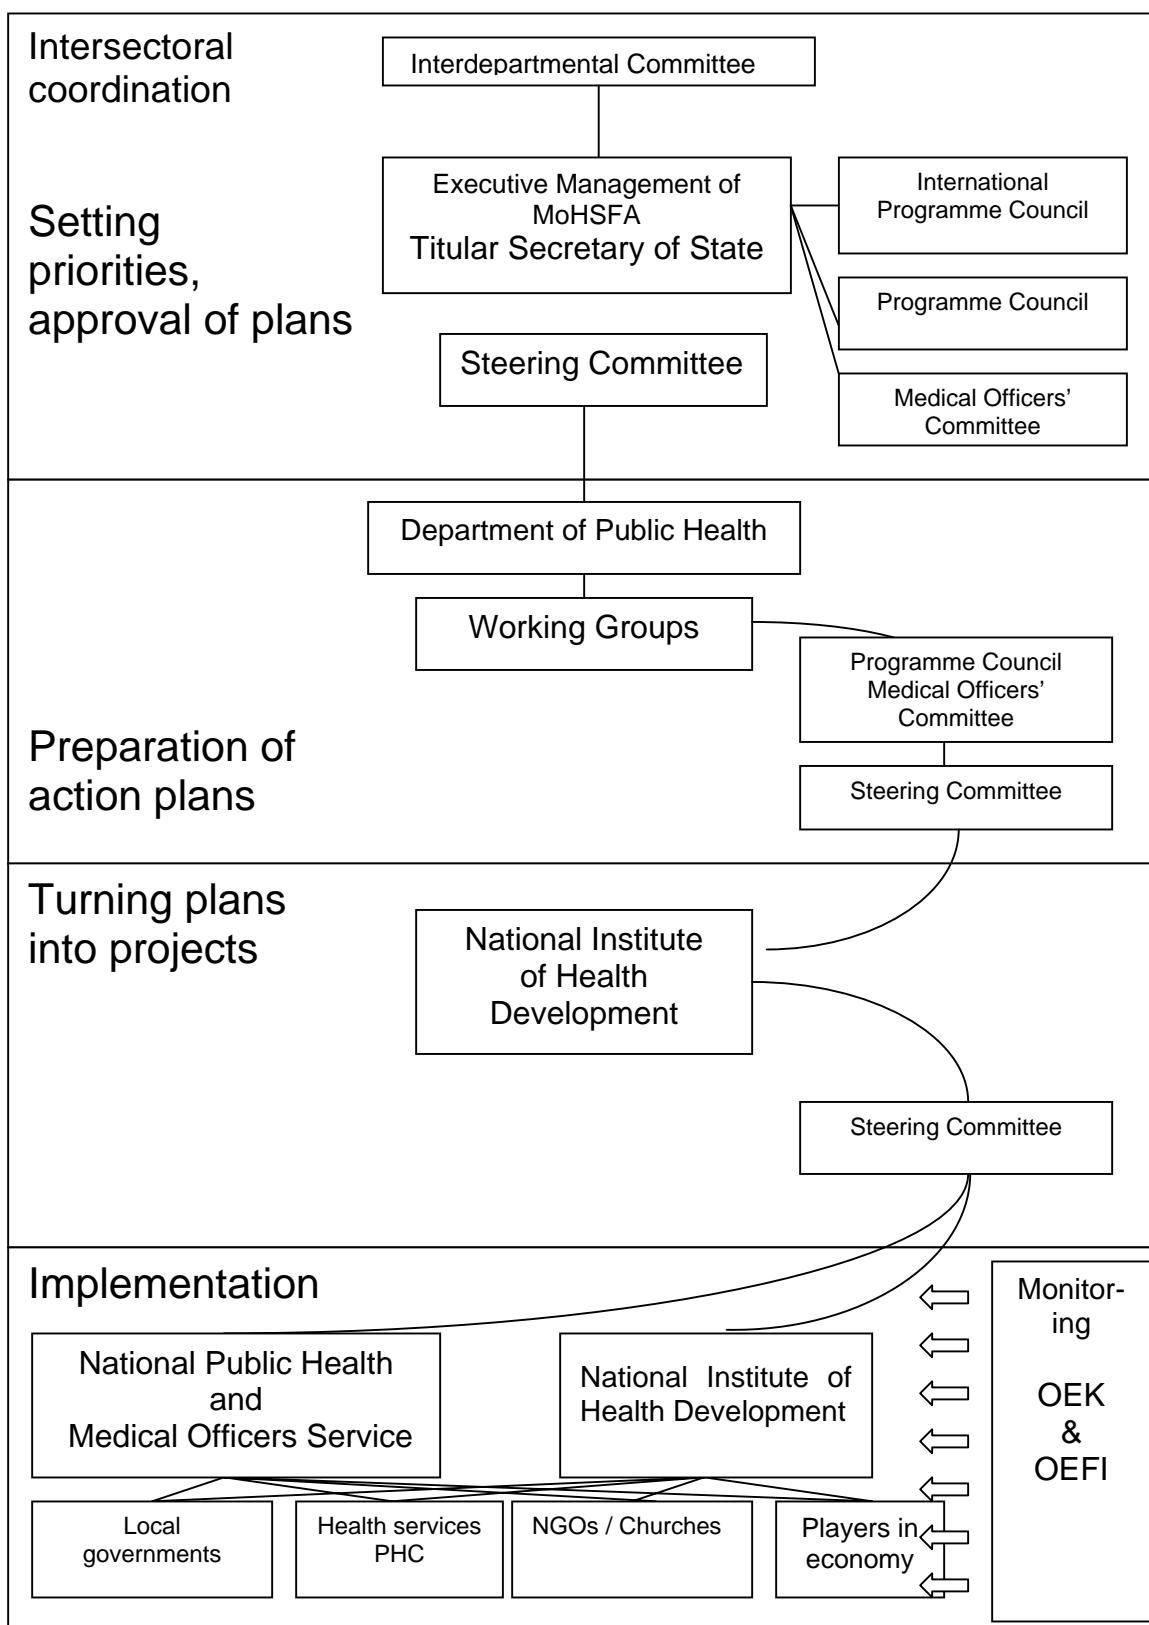 Intersectoral
coordination
Interdepartmental Committee
Executive Management of
MoHSFA
Titular Secretary of State
International
Programme Council
Setting
priorities,
approval of plans
Programme Council
Steering Committee
Medical Officers'
Committee
Department of Public Health
Working Groups
Programme Council
Medical Officers'
Committee
Preparation of
action plans
Steering Committee
Turning plans
into projects
National Institute
of Health
Development
Steering Committee
Implementation
National Public Health
and
Medical Officers Service
National Institute of
Health Development
Monitor-
ing
OEK
&
OEFI
Local
governments
Health services
PHC
NGOs / Churches
Players in
economy